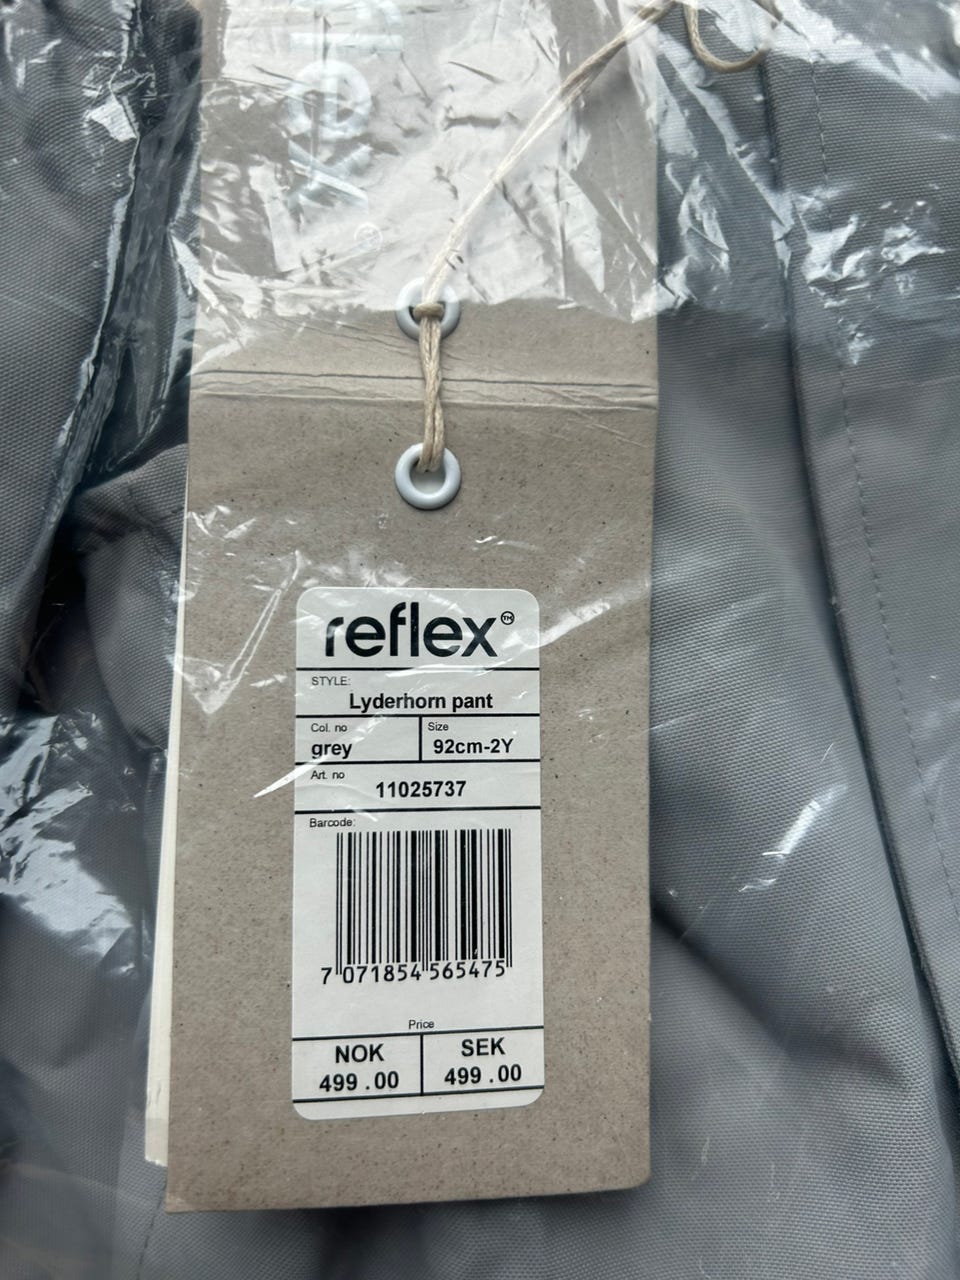 reflex™
STYLE:
Lyderhorn pant
Col. no
Size
grey
92cm-2Y
Art. no
11025737
Barcode:
7 071854 565475
Price
NOK
SEK
499 .00
499 .00